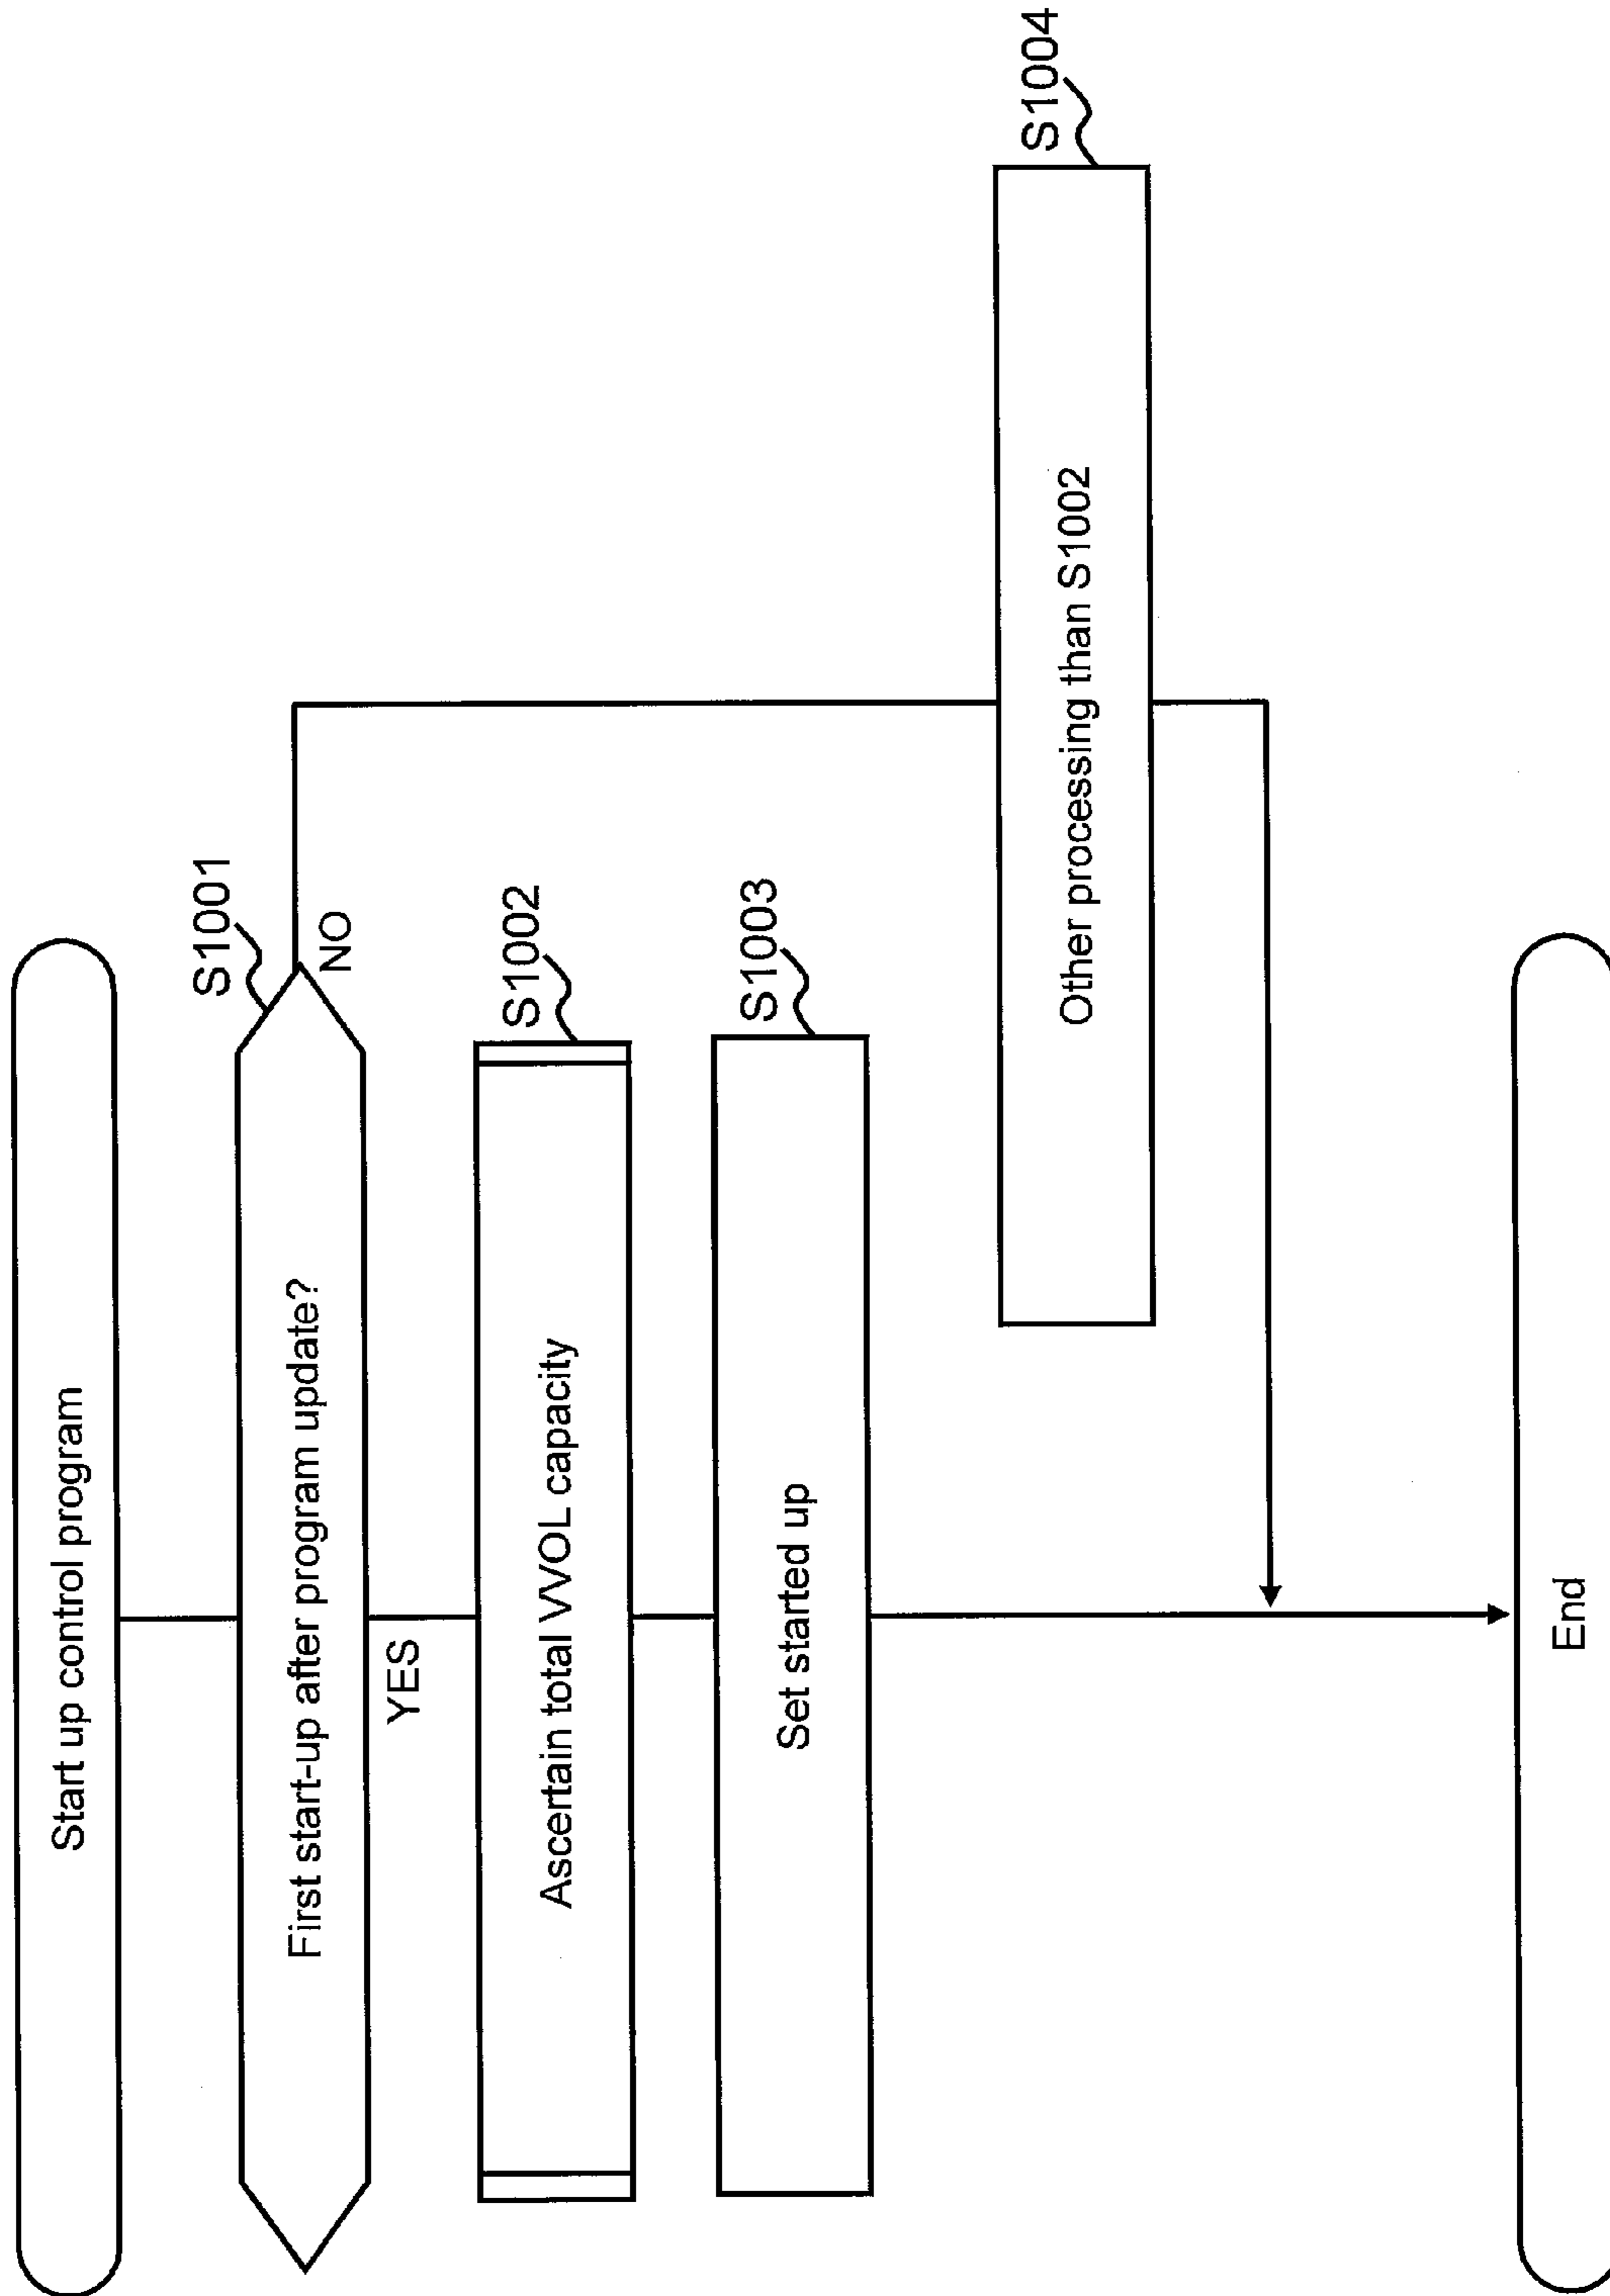 Start up control program
S1001
First start-up after program update?
NO
YES
S1002
Ascertain total VVOL capacity
S1003
Set started up
S1004
Other processing than S1002
End